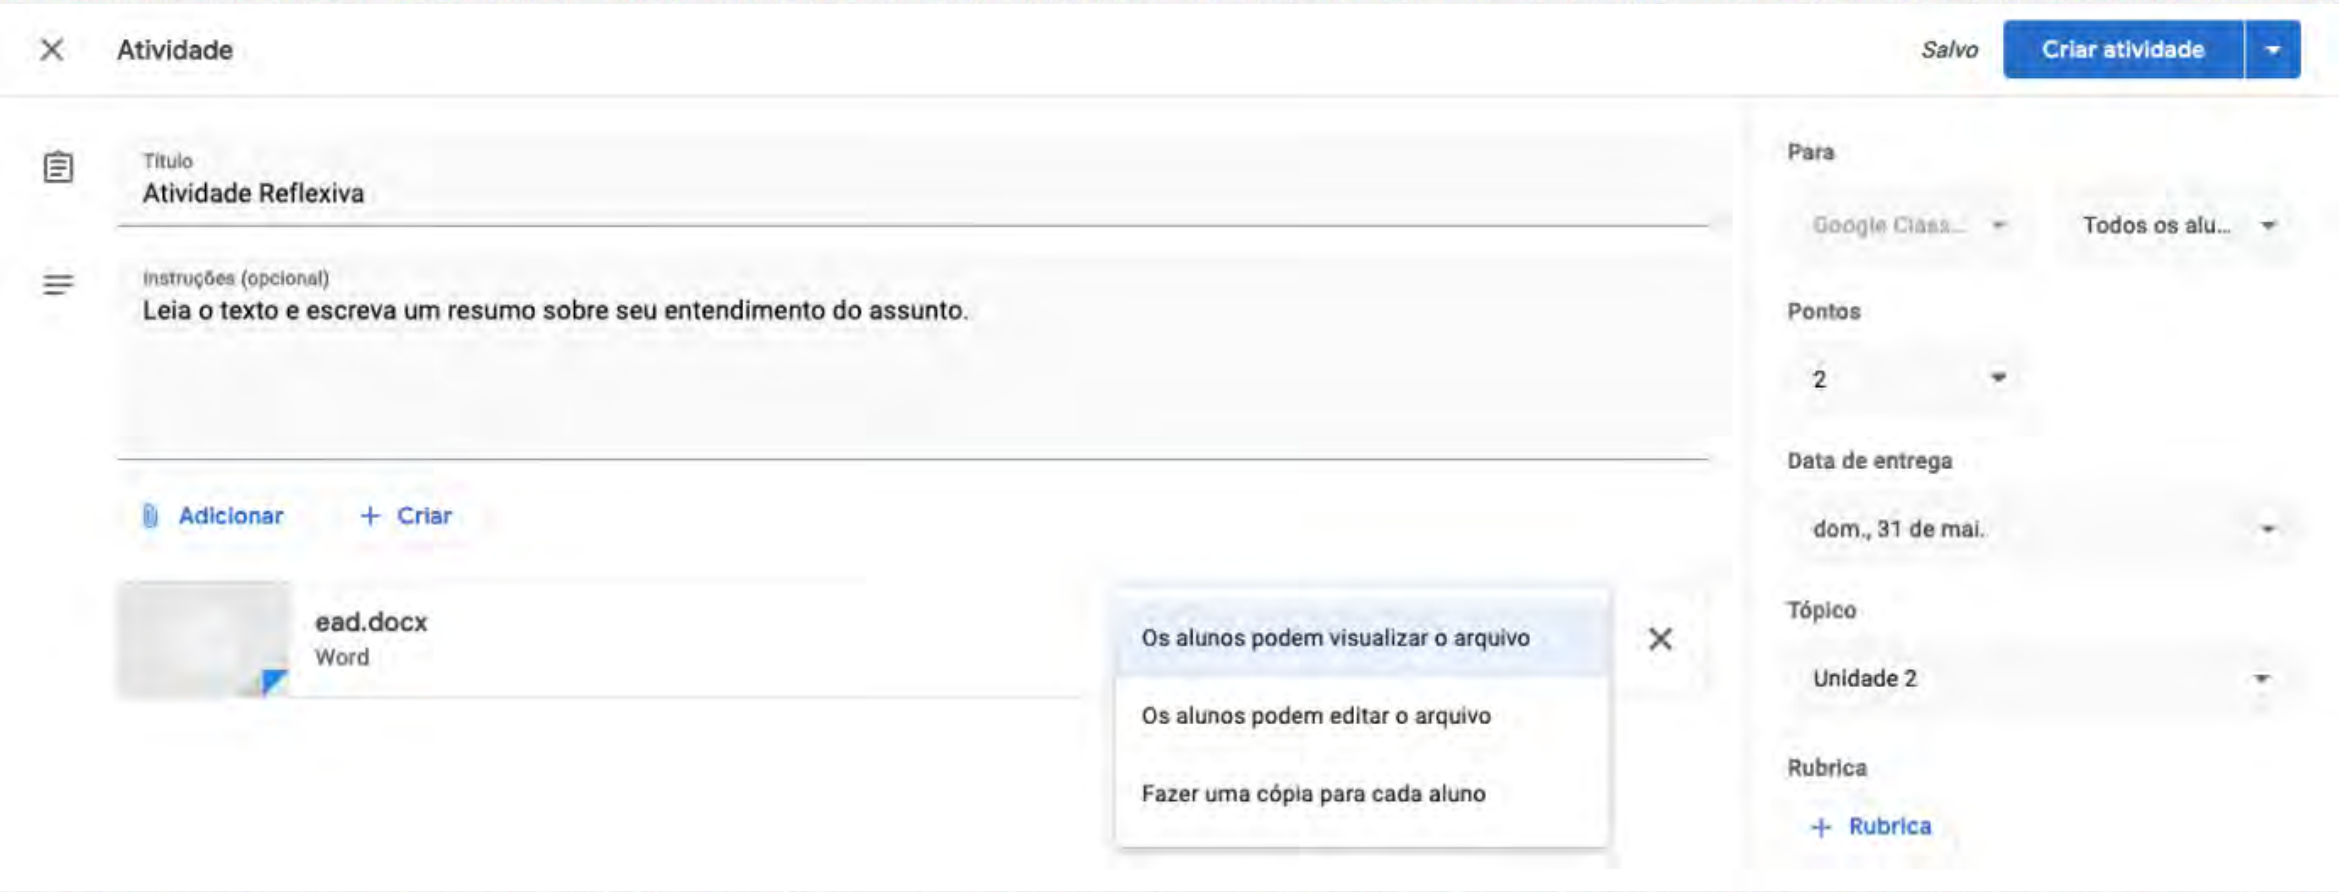 Atividade
Salvo
Criar atividade
Título
Atividade Reflexiva
Instruções (opcional)
Leia o texto e escreva um resumo sobre seu entendimento do assunto.
Adicionar
+ Criar
ead.docx
Word
Os alunos podem visualizar o arquivo
Os alunos podem editar o arquivo
Fazer uma cópia para cada aluno
Para
Google Class...
Todos os alu...
Pontos
2
Data de entrega
dom., 31 de mai.
Tópico
Unidade 2
Rubrica
+ Rubrica